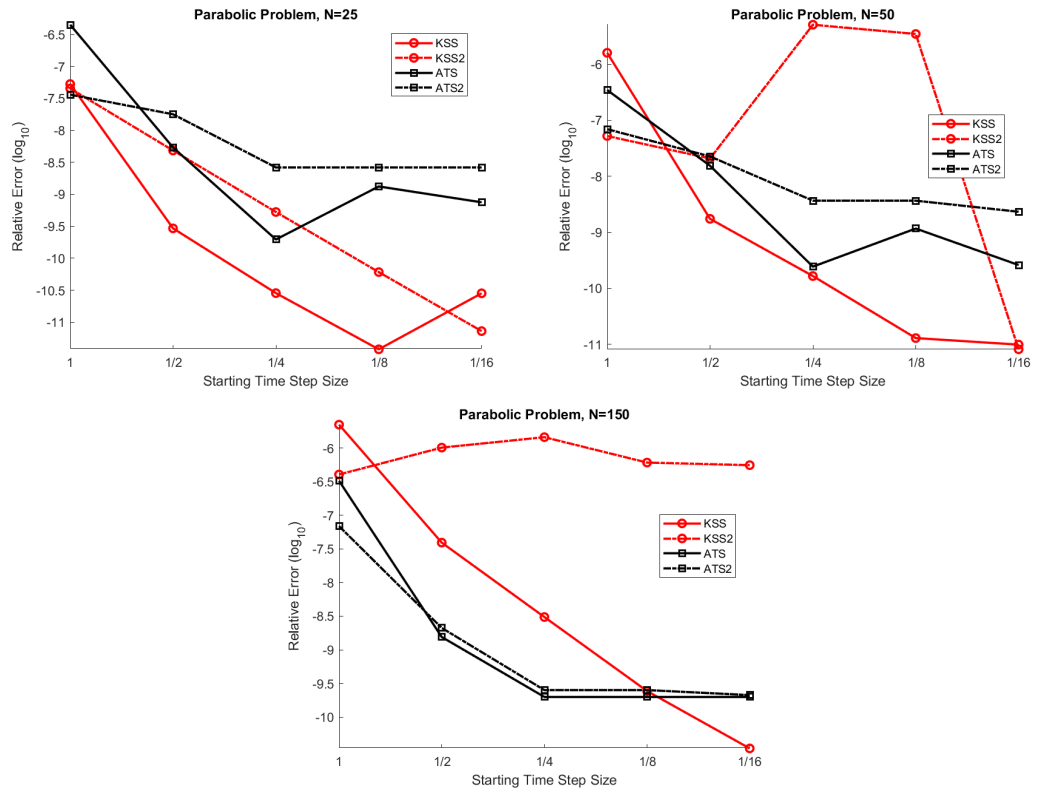 Parabolic Problem, N=25
KSS
KSS2
ATS
ATS2
Relative Error (log10)
-6.5
-7
-7.5
-8
-8.5
-9
-9.5
-10
-10.5
-11
1
1/2
1/4
1/8
1/16
Starting Time Step Size
Parabolic Problem, N=50
KSS
KSS2
ATS
ATS2
Relative Error (log10)
-6
-7
-8
-9
-10
-11
1
1/2
1/4
1/8
1/16
Starting Time Step Size
Parabolic Problem, N=150
KSS
KSS2
ATS
ATS2
Relative Error (log10)
-6
-6.5
-7
-7.5
-8
-8.5
-9
-9.5
-10
1
1/2
1/4
1/8
1/16
Starting Time Step Size